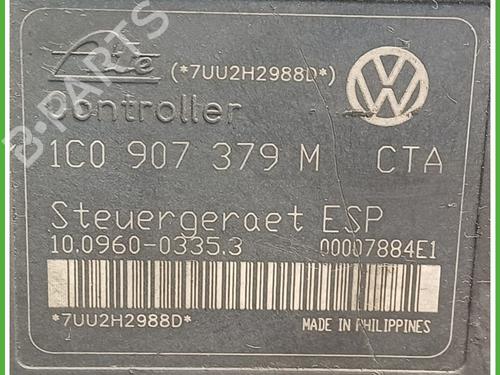 Ate (*7UU2H2988D*)
Controller
1C0 907 379 M CTA
Steuergeraet ESP
10.0960-0335.3 00007884E1
*7UU2H2988D* MADE IN PHILIPPINES
B-PARTS